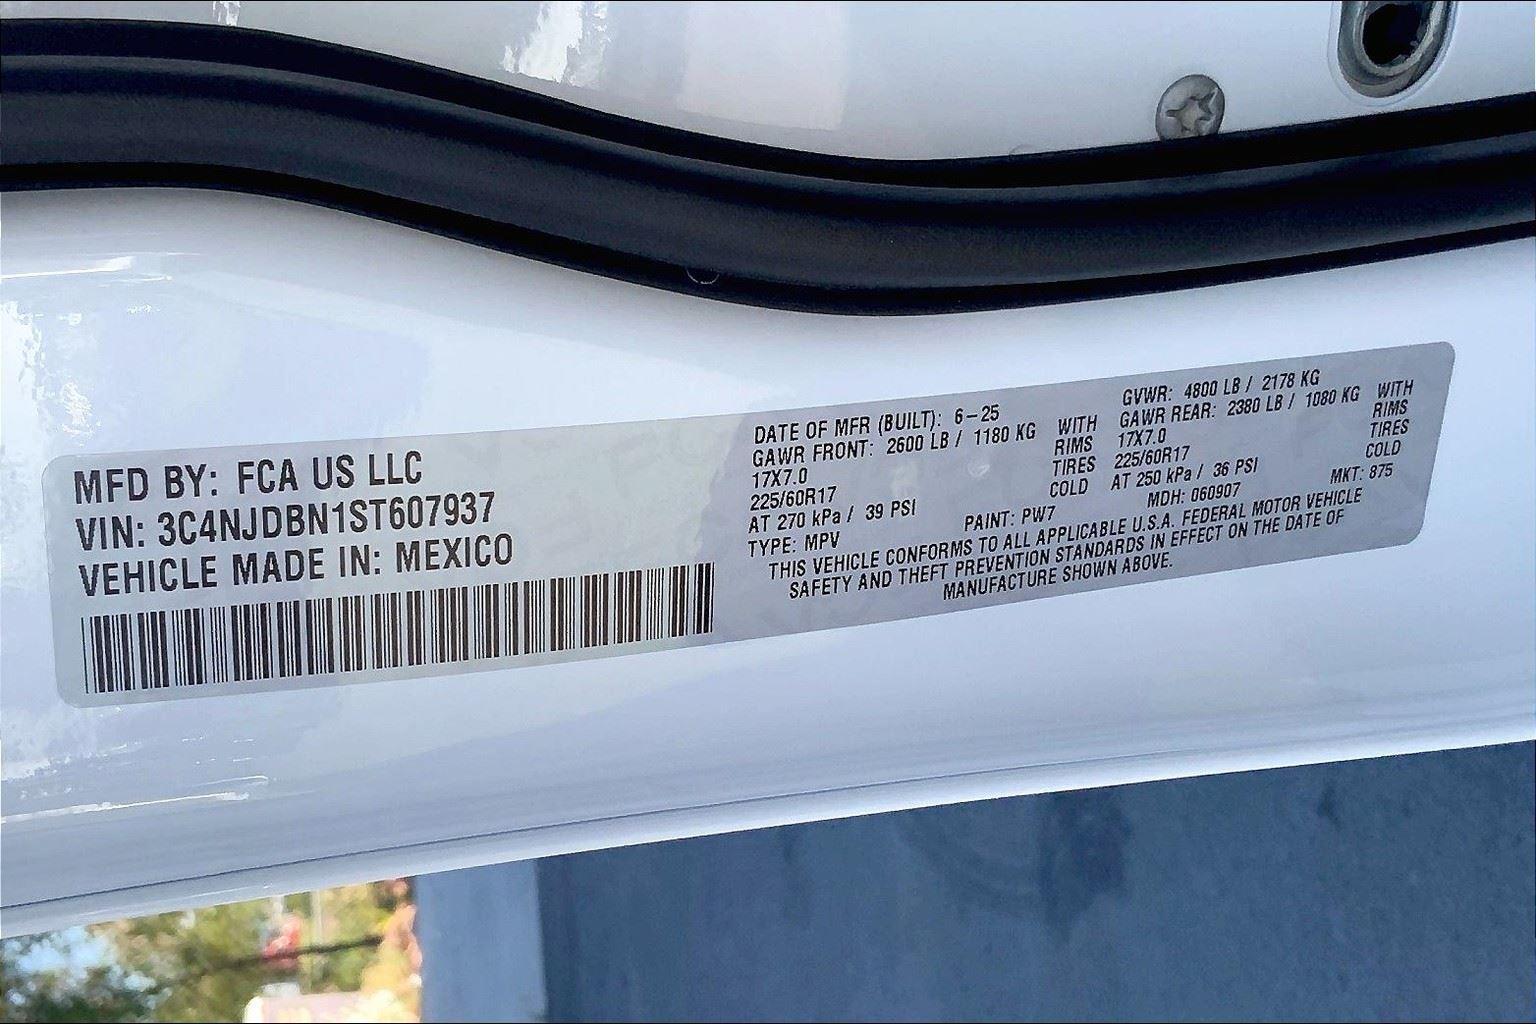 MFD BY: FCA US LLC
VIN: 3C4NJDBN1ST607937
VEHICLE MADE IN: MEXICO
DATE OF MFR (BUILT): 6-25
GAWR FRONT: 2600 LB / 1180 KG WITH
17X7.0 RIMS
225/60R17 TIRES
AT 270 kPa / 39 PSI COLD
TYPE: MPV PAINT: PW7
GVWR: 4800 LB / 2178 KG
GAWR REAR: 2380 LB / 1080 KG WITH
17X7.0 RIMS
225/60R17 TIRES
AT 250 kPa / 36 PSI COLD
MDH: 060907 MKT: 875
THIS VEHICLE CONFORMS TO ALL APPLICABLE U.S.A. FEDERAL MOTOR VEHICLE
SAFETY AND THEFT PREVENTION STANDARDS IN EFFECT ON THE DATE OF
MANUFACTURE SHOWN ABOVE.